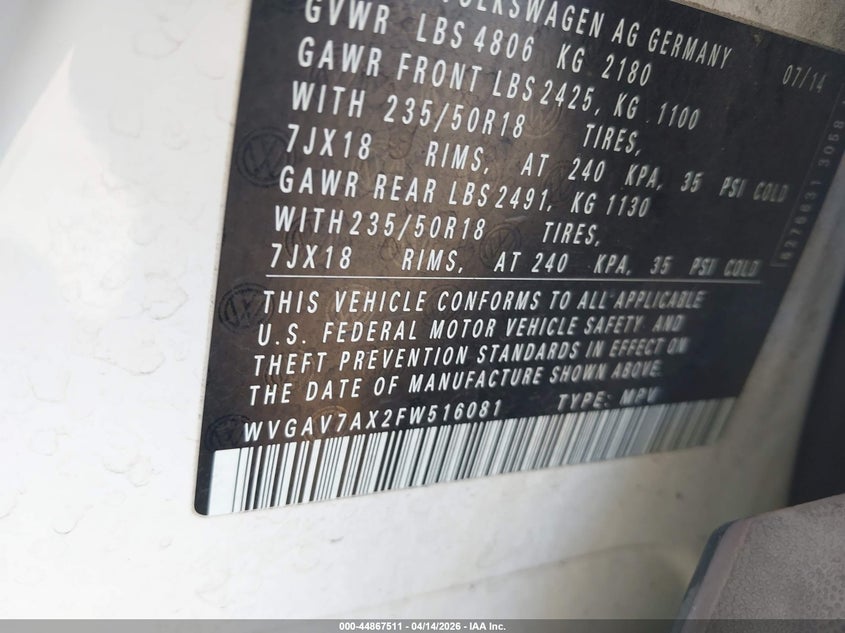 VOLKSWAGEN AG GERMANY 07/14
GVWR LBS 4806 KG 2180
GAWR FRONT LBS 2425, KG 1100
WITH 235/50R18 TIRES,
7JX18 RIMS, AT 240 KPA, 35 PSI COLD
GAWR REAR LBS 2491, KG 1130
WITH 235/50R18 TIRES,
7JX18 RIMS, AT 240 KPA, 35 PSI COLD
THIS VEHICLE CONFORMS TO ALL APPLICABLE
U.S. FEDERAL MOTOR VEHICLE SAFETY AND
THEFT PREVENTION STANDARDS IN EFFECT ON
THE DATE OF MANUFACTURE SHOWN ABOVE.
WVGAV7AX2FW516081 TYPE: MPV
000-44867511 - 04/14/2026 - IAA Inc.